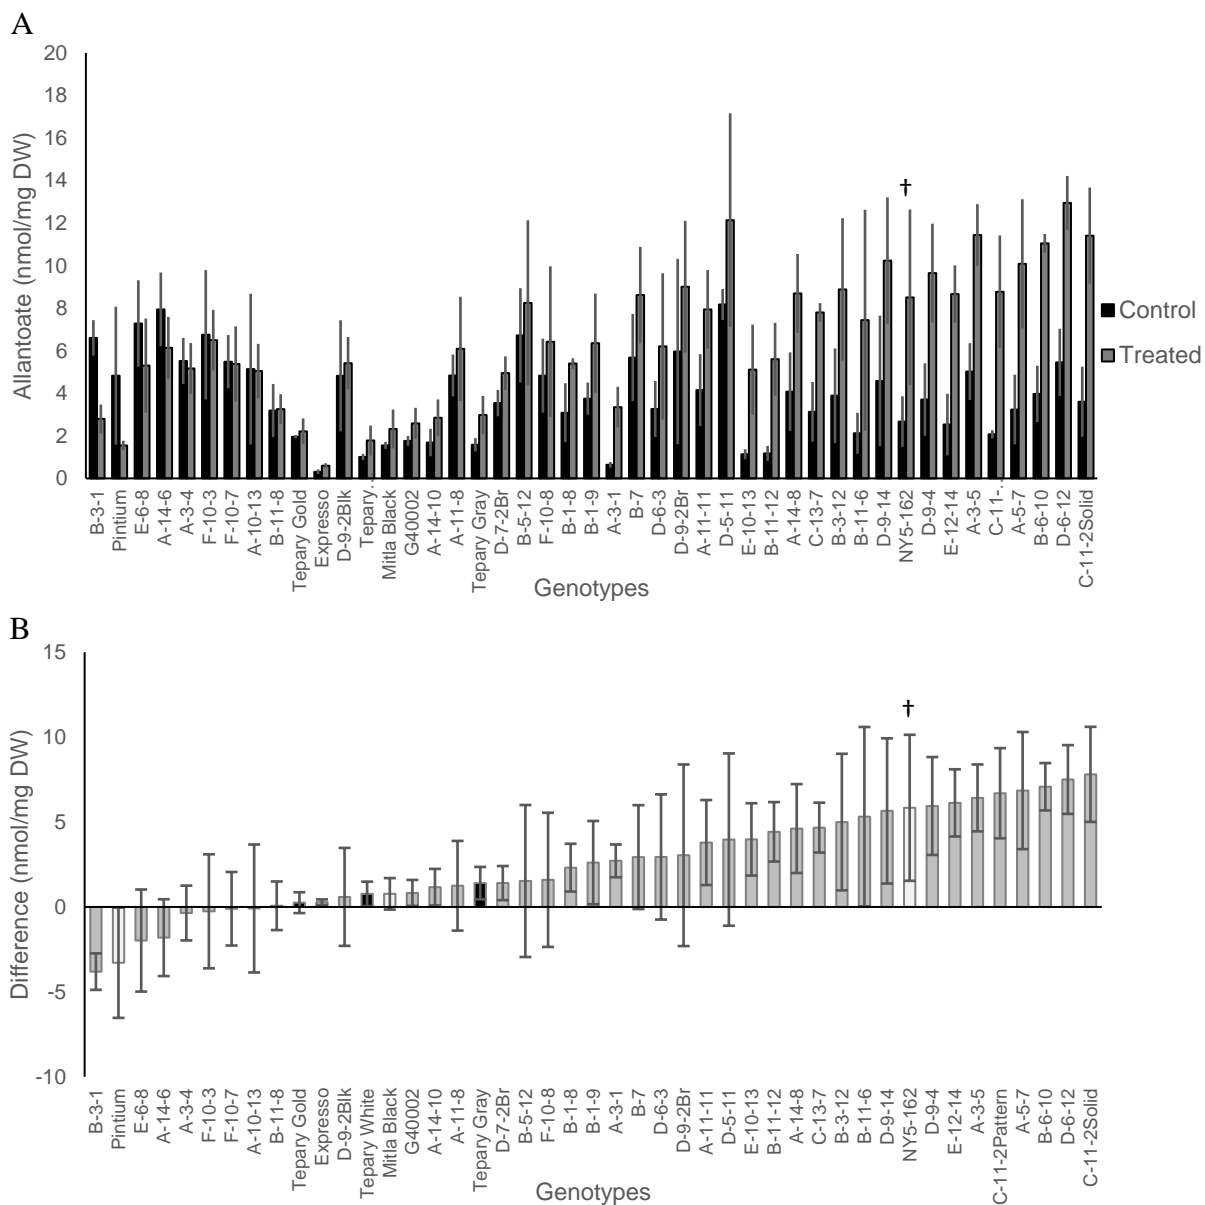 A
20
18
16
14
12
10
8
6
4
2
0
Allantoate (nmol/mg DW)
†
Control
Treated
B-3-1
Pintium
E-6-8
A-14-6
A-3-4
F-10-3
F-10-7
A-10-13
B-11-8
Tepary Gold
Expresso
D-9-2Blk
Tepary…
Mitla Black
G40002
A-14-10
A-11-8
Tepary Gray
D-7-2Br
B-5-12
F-10-8
B-1-8
B-1-9
A-3-1
B-7
D-6-3
D-9-2Br
A-11-11
D-5-11
E-10-13
B-11-12
A-14-8
C-13-7
B-3-12
B-11-6
D-9-14
NY5-162
D-9-4
E-12-14
A-3-5
C-11-…
A-5-7
B-6-10
D-6-12
C-11-2Solid
Genotypes
B
15
10
5
0
-5
-10
Difference (nmol/mg DW)
†
B-3-1
Pintium
E-6-8
A-14-6
A-3-4
F-10-3
F-10-7
A-10-13
B-11-8
Tepary Gold
Expresso
D-9-2Blk
Tepary White
Mitla Black
G40002
A-14-10
A-11-8
Tepary Gray
D-7-2Br
B-5-12
F-10-8
B-1-8
B-1-9
A-3-1
B-7
D-6-3
D-9-2Br
A-11-11
D-5-11
E-10-13
B-11-12
A-14-8
C-13-7
B-3-12
B-11-6
D-9-14
NY5-162
D-9-4
E-12-14
A-3-5
C-11-2Pattern
A-5-7
B-6-10
D-6-12
C-11-2Solid
Genotypes